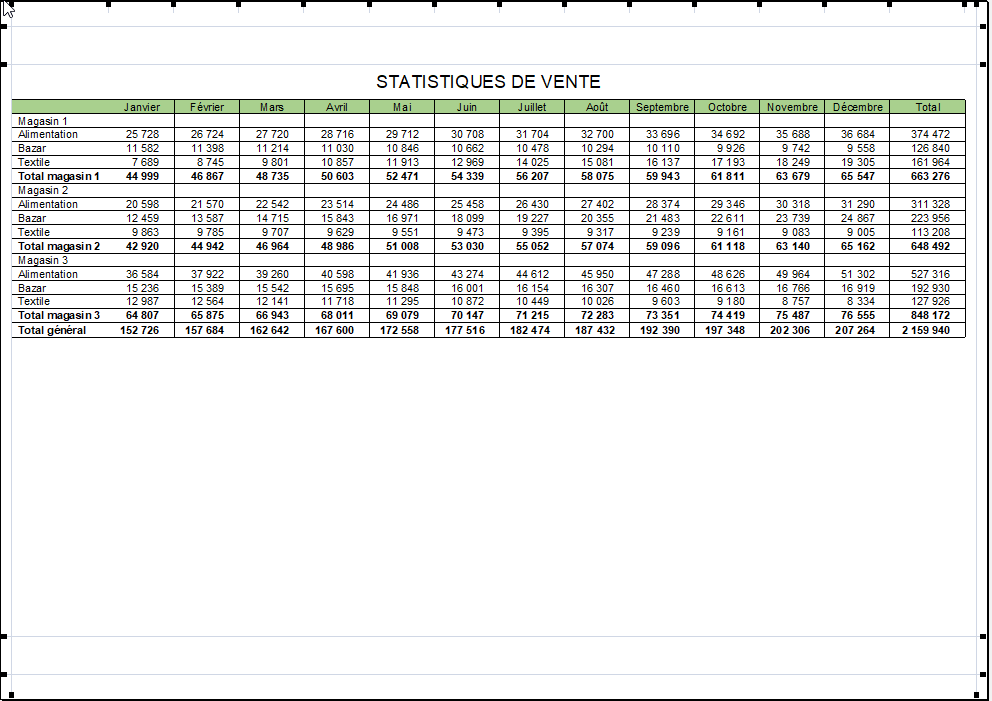 STATISTIQUES DE VENTE
Janvier Février Mars Avril Mai Juin Juillet Août Septembre Octobre Novembre Décembre Total
Magasin 1
Alimentation 25 728 26 724 27 720 28 716 29 712 30 708 31 704 32 700 33 696 34 692 35 688 36 684 374 472
Bazar 11 582 11 398 11 214 11 030 10 846 10 662 10 478 10 294 10 110 9 926 9 742 9 558 126 840
Textile 7 689 8 745 9 801 10 857 11 913 12 969 14 025 15 081 16 137 17 193 18 249 19 305 161 964
Total magasin 1 44 999 46 867 48 735 50 603 52 471 54 339 56 207 58 075 59 943 61 811 63 679 65 547 663 276
Magasin 2
Alimentation 20 598 21 570 22 542 23 514 24 486 25 458 26 430 27 402 28 374 29 346 30 318 31 290 311 328
Bazar 12 459 13 587 14 715 15 843 16 971 18 099 19 227 20 355 21 483 22 611 23 739 24 867 223 956
Textile 9 863 9 785 9 707 9 629 9 551 9 473 9 395 9 317 9 239 9 161 9 083 9 005 113 208
Total magasin 2 42 920 44 942 46 964 48 986 51 008 53 030 55 052 57 074 59 096 61 118 63 140 65 162 648 492
Magasin 3
Alimentation 36 584 37 922 39 260 40 598 41 936 43 274 44 612 45 950 47 288 48 626 49 964 51 302 527 316
Bazar 15 236 15 389 15 542 15 695 15 848 16 001 16 154 16 307 16 460 16 613 16 766 16 919 192 930
Textile 12 987 12 564 12 141 11 718 11 295 10 872 10 449 10 026 9 603 9 180 8 757 8 334 127 926
Total magasin 3 64 807 65 875 66 943 68 011 69 079 70 147 71 215 72 283 73 351 74 419 75 487 76 555 848 172
Total général 152 726 157 684 162 642 167 600 172 558 177 516 182 474 187 432 192 390 197 348 202 306 207 264 2 159 940